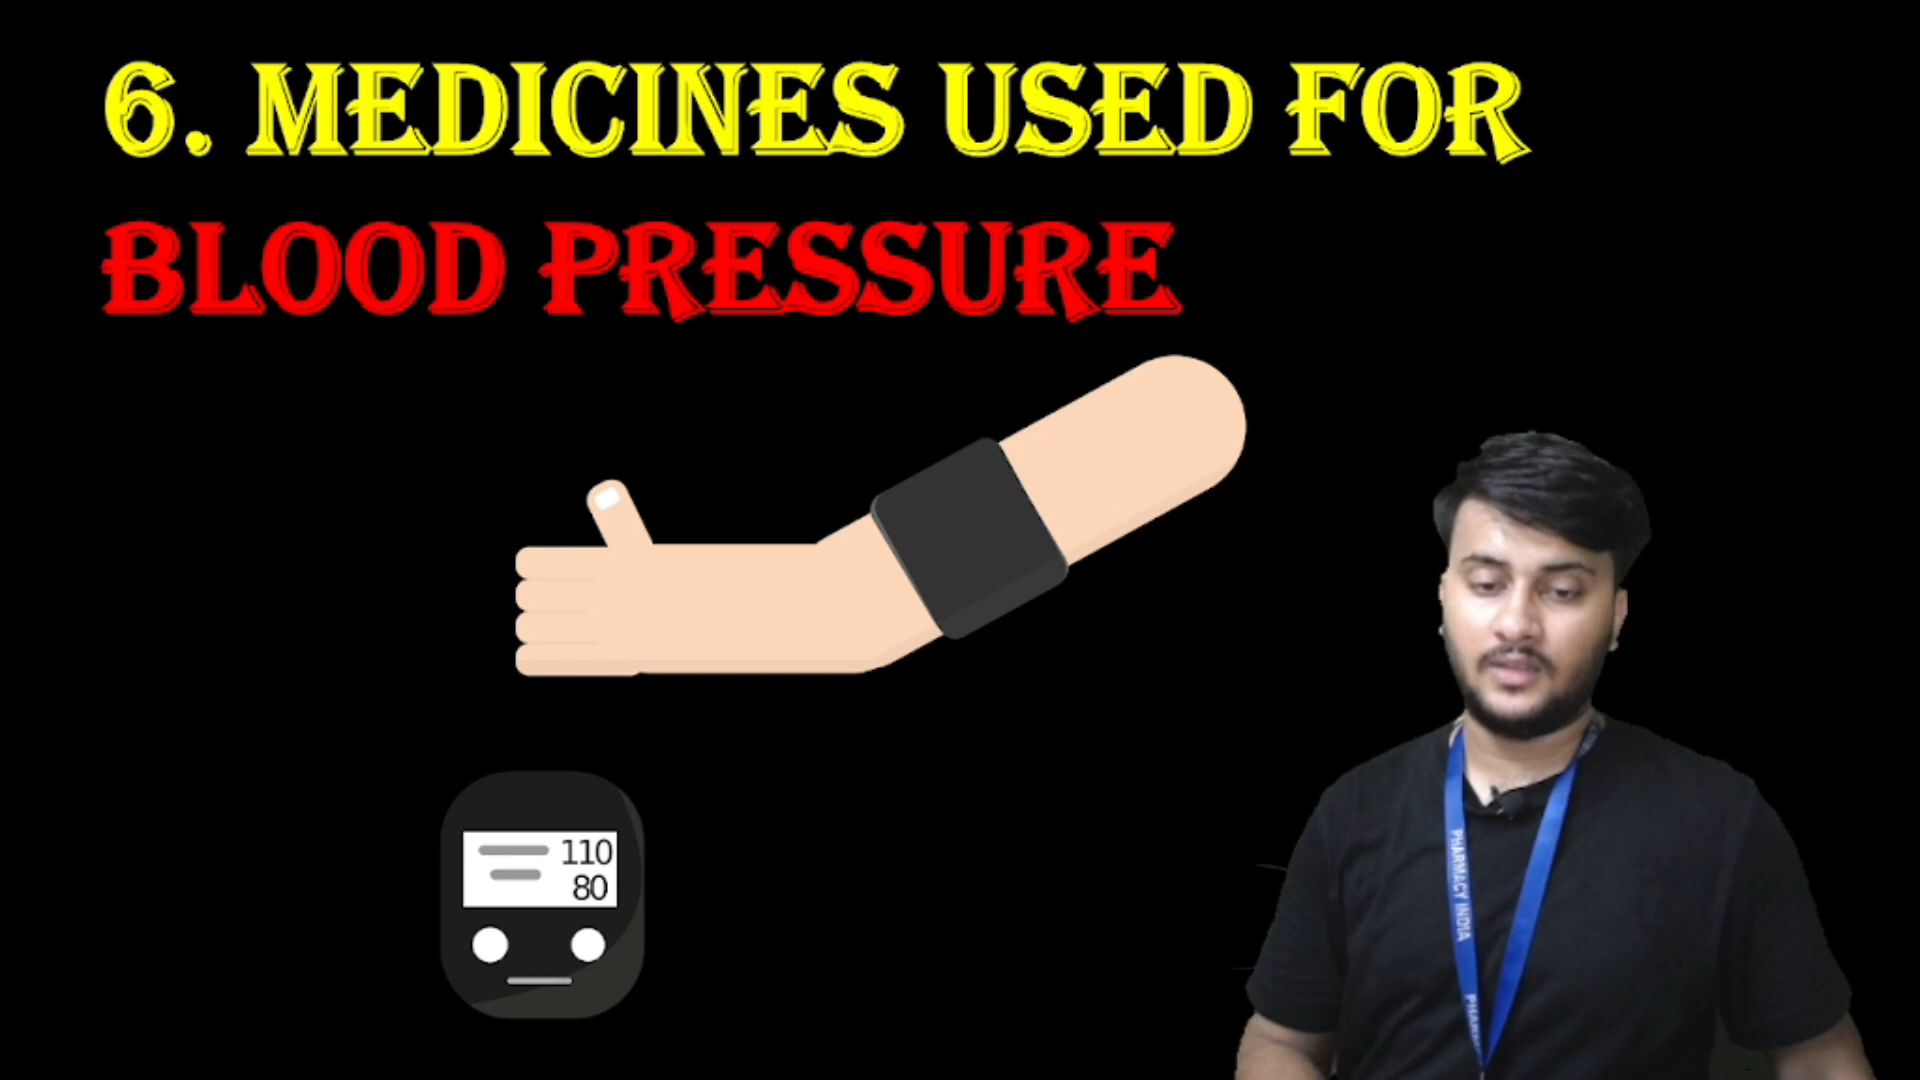 6. MEDICINES USED FOR
BLOOD PRESSURE
110
80
PHARMACY INDIA